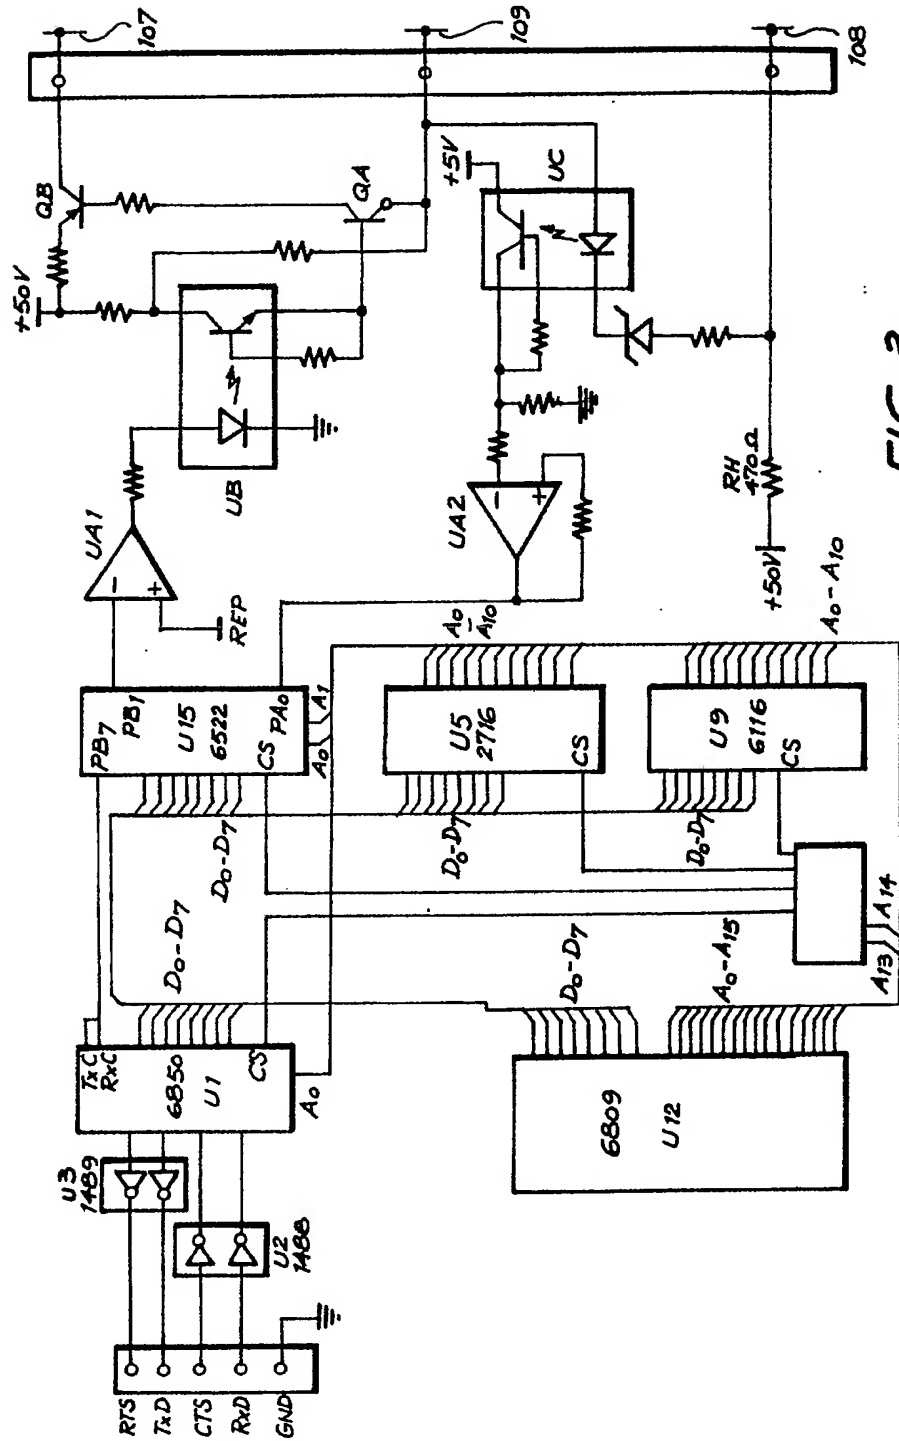 107
109
108
QB
QA
+50V
+5V
UC
UB
UA1
UA2
REP
RH
470Ω
+50V
A0-A10
A0-A10
PB7
PB1
U15
6522
CS
PA0
A0
A1
U5
2716
CS
U9
6116
CS
D0-D7
D0-D7
D0-D7
D0-D7
D0-D7
A0-A15
A13
A14
TxC
RxC
6850
U1
CS
A0
6809
U12
U3
1489
U2
1488
RTS
TxD
CTS
RxD
GND